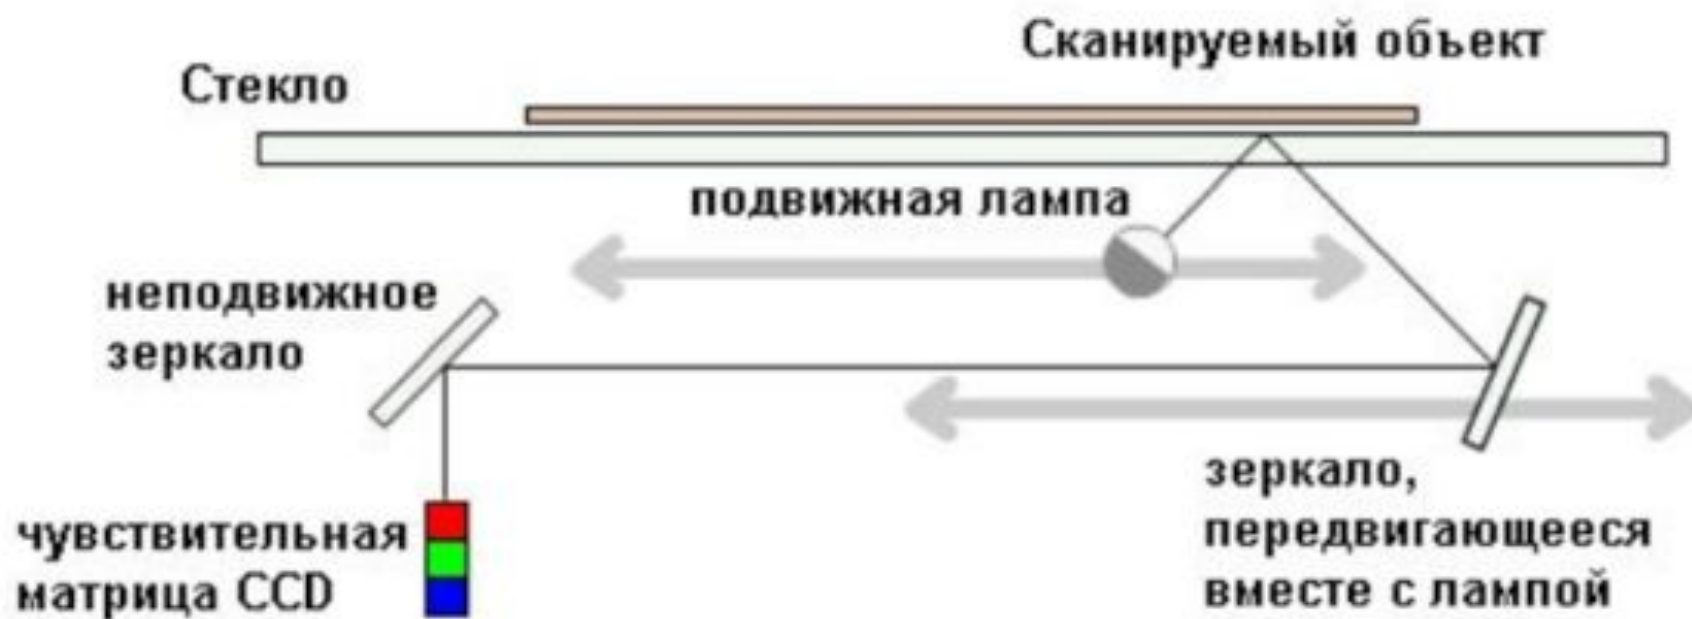 Сканируемый объект
Стекло
подвижная лампа
неподвижное
зеркало
зеркало,
передвигающееся
вместе с лампой
чувствительная
матрица CCD